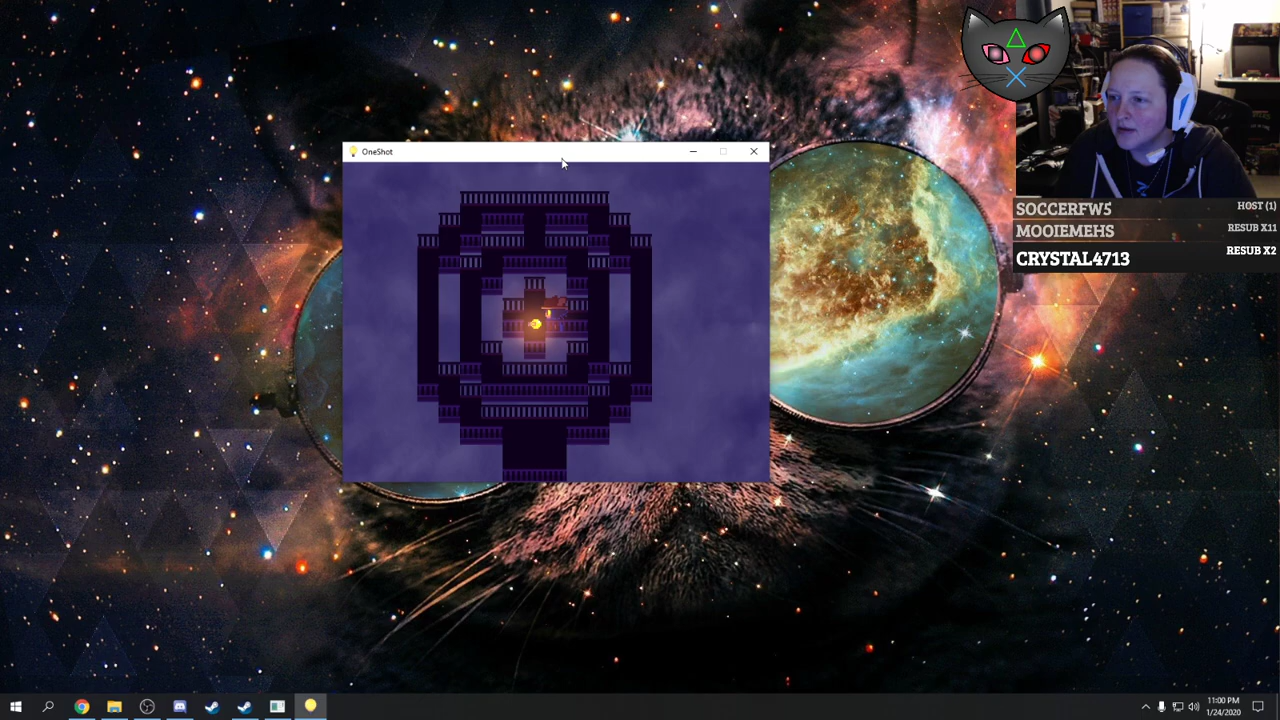 OneShot
SOCCERFW5 HOST (1)
MOOIEMEHS RESUB X11
CRYSTAL4713 RESUB X2
11:00 PM
1/24/2020